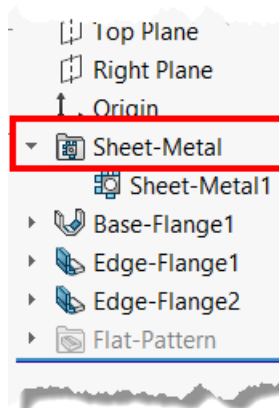 Top Plane
Right Plane
Origin
Sheet-Metal
Sheet-Metal1
Base-Flange1
Edge-Flange1
Edge-Flange2
Flat-Pattern